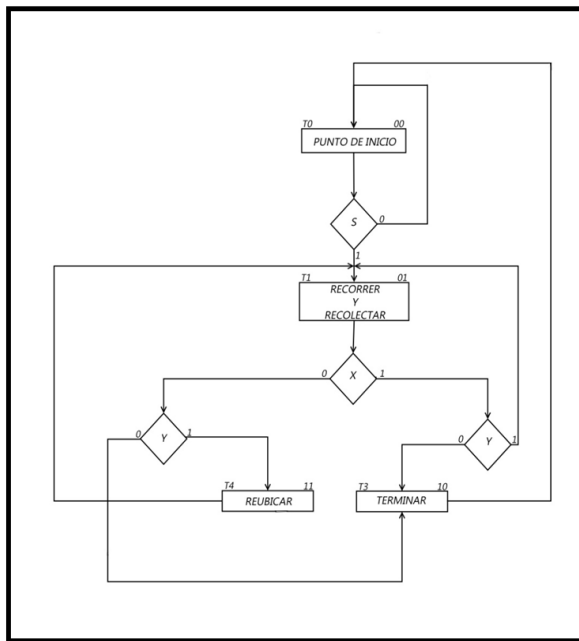 T0 00
PUNTO DE INICIO
S
0
1
T1 01
RECORRER
Y
RECOLECTAR
0 X 1
0 Y 1
0 Y 1
T4 11
REUBICAR
T3 10
TERMINAR